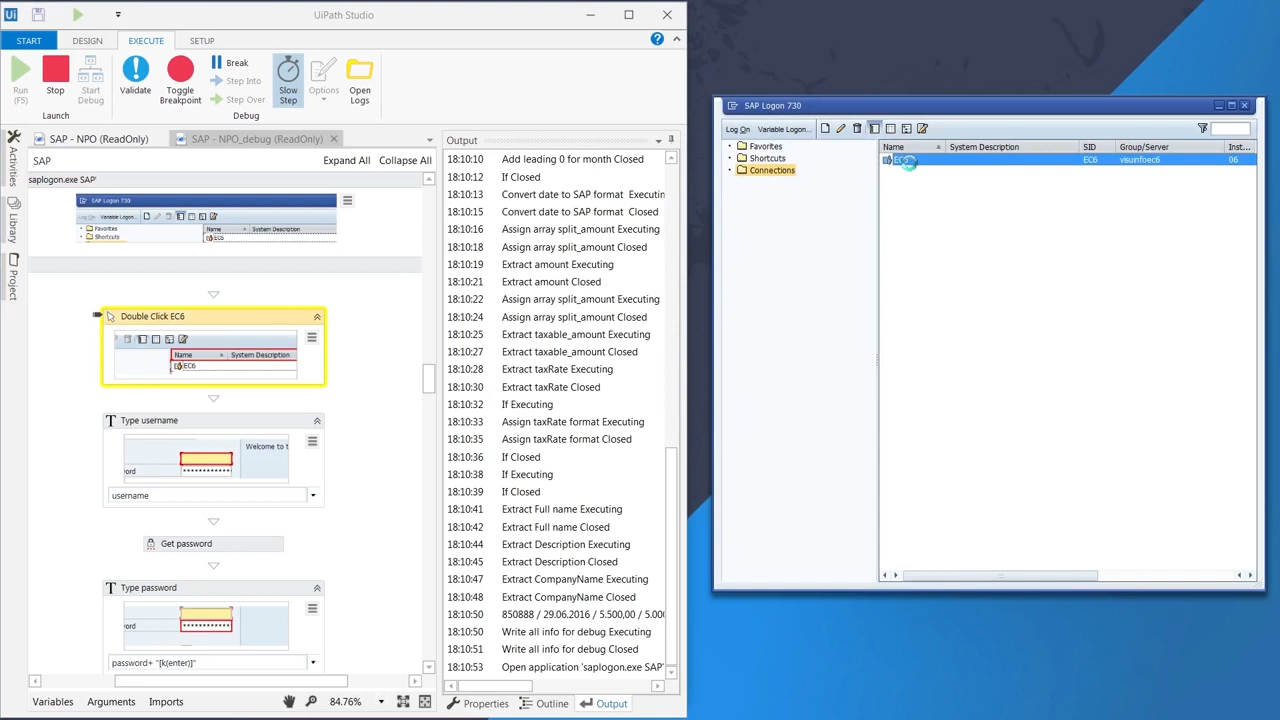 Ui
UiPath Studio
START
DESIGN
EXECUTE
SETUP
Run
(F5)
Stop
Start
Debug
Launch
Validate
Toggle
Breakpoint
Break
Step Into
Step Over
Debug
Slow
Step
Options
Open
Logs
SAP - NPO (ReadOnly)
SAP - NPO_debug (ReadOnly)
SAP
Expand All
Collapse All
Activities
Library
Project
saplogon.exe SAP'
SAP Logon 730
Log On
Variable Logon...
Favorites
Shortcuts
Name
System Description
EC6
Double Click EC6
Name
System Description
EC6
Type username
Welcome to t
ord
************
username
Get password
Type password
ord
************
password+ "[k(enter)]"
Variables
Arguments
Imports
84.76%
Output
18:10:10 Add leading 0 for month Closed
18:10:12 If Closed
18:10:13 Convert date to SAP format Executing
18:10:15 Convert date to SAP format Closed
18:10:16 Assign array split_amount Executing
18:10:18 Assign array split_amount Closed
18:10:19 Extract amount Executing
18:10:21 Extract amount Closed
18:10:22 Assign array split_amount Executing
18:10:24 Assign array split_amount Closed
18:10:25 Extract taxable_amount Executing
18:10:27 Extract taxable_amount Closed
18:10:28 Extract taxRate Executing
18:10:30 Extract taxRate Closed
18:10:32 If Executing
18:10:33 Assign taxRate format Executing
18:10:35 Assign taxRate format Closed
18:10:36 If Closed
18:10:38 If Executing
18:10:39 If Closed
18:10:41 Extract Full name Executing
18:10:42 Extract Full name Closed
18:10:44 Extract Description Executing
18:10:45 Extract Description Closed
18:10:47 Extract CompanyName Executing
18:10:48 Extract CompanyName Closed
18:10:50 850888 / 29.06.2016 / 5.500,00 / 5.000
18:10:50 Write all info for debug Executing
18:10:51 Write all info for debug Closed
18:10:53 Open application 'saplogon.exe SAP'
Properties
Outline
Output
SAP Logon 730
Log On
Variable Logon...
Favorites
Shortcuts
Connections
Name
System Description
SID
Group/Server
Inst...
EC6
visuinfoec6
06